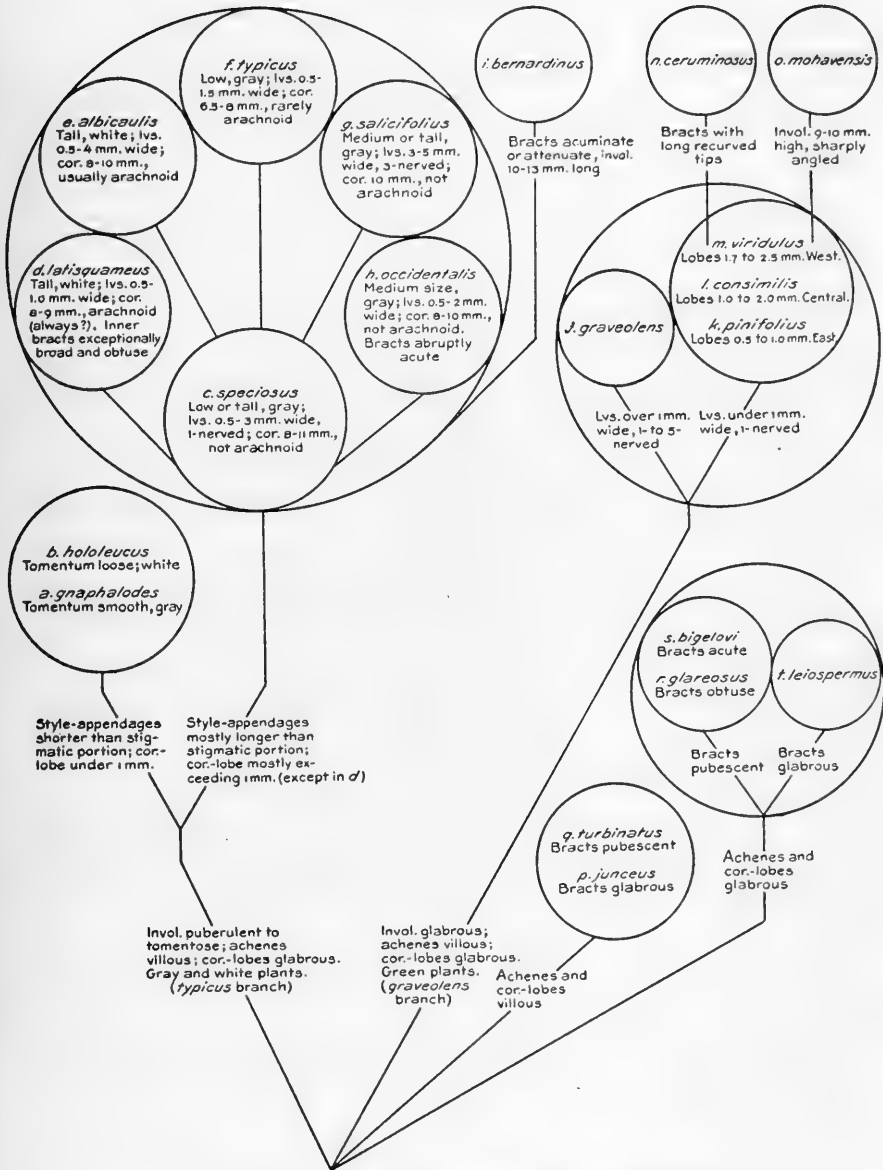 f. typicus
Low, gray; lvs. 0.5-
1.5 mm. wide; cor.
6.5-8 mm., rarely
arachnoid
e. albicaulis
Tall, white; lvs.
0.5-4 mm. wide;
cor. 8-10 mm.,
usually arachnoid
g. salicifolius
Medium or tall,
gray; lvs. 3-5 mm.
wide, 3-nerved;
cor. 10 mm., not
arachnoid
d. latisquameus
Tall, white; lvs. 0.5-
1.0 mm. wide; cor.
8-9 mm., arachnoid
(always?). Inner
bracts exceptionally
broad and obtuse
h. occidentalis
Medium size,
gray; lvs. 0.5-2 mm.
wide; cor. 8-10 mm.,
not arachnoid.
Bracts abruptly
acute
c. speciosus
Low or tall, gray;
lvs. 0.5-3 mm. wide,
1-nerved; cor. 8-11 mm.,
not arachnoid
i. bernardinus
Bracts acuminate
or attenuate, invol.
10-13 mm. long
n. ceruminosus
Bracts with
long recurved
tips
o. mohavensis
Invol. 9-10 mm.
high, sharply
angled
m. viridulus
Lobes 1.7 to 2.5 mm. West.
l. consimilis
Lobes 1.0 to 2.0 mm. Central.
k. pinifolius
Lobes 0.5 to 1.0 mm. East
j. graveolens
Lvs. over 1 mm.
wide, 1- to 5-
nerved
Lvs. under 1 mm.
wide, 1-nerved
b. hololeucus
Tomentum loose; white
a. gnaphalodes
Tomentum smooth, gray
s. bigelovi
Bracts acute
r. glareosus
Bracts obtuse
t. leiospermus
Bracts
pubescent
Bracts
glabrous
Style-appendages
shorter than stig-
matic portion; cor.-
lobe under 1 mm.
Style-appendages
mostly longer than
stigmatic portion;
cor.-lobe mostly ex-
ceeding 1 mm. (except in d)
q. turbinatus
Bracts pubescent
p. junceus
Bracts glabrous
Achenes and
cor.-lobes
glabrous
Invol. puberulent to
tomentose; achenes
villous; cor.-lobes glabrous.
Gray and white plants.
(typicus branch)
Invol. glabrous;
achenes villous;
cor.-lobes glabrous.
Green plants.
(graveolens
branch)
Achenes and
cor.-lobes
villous